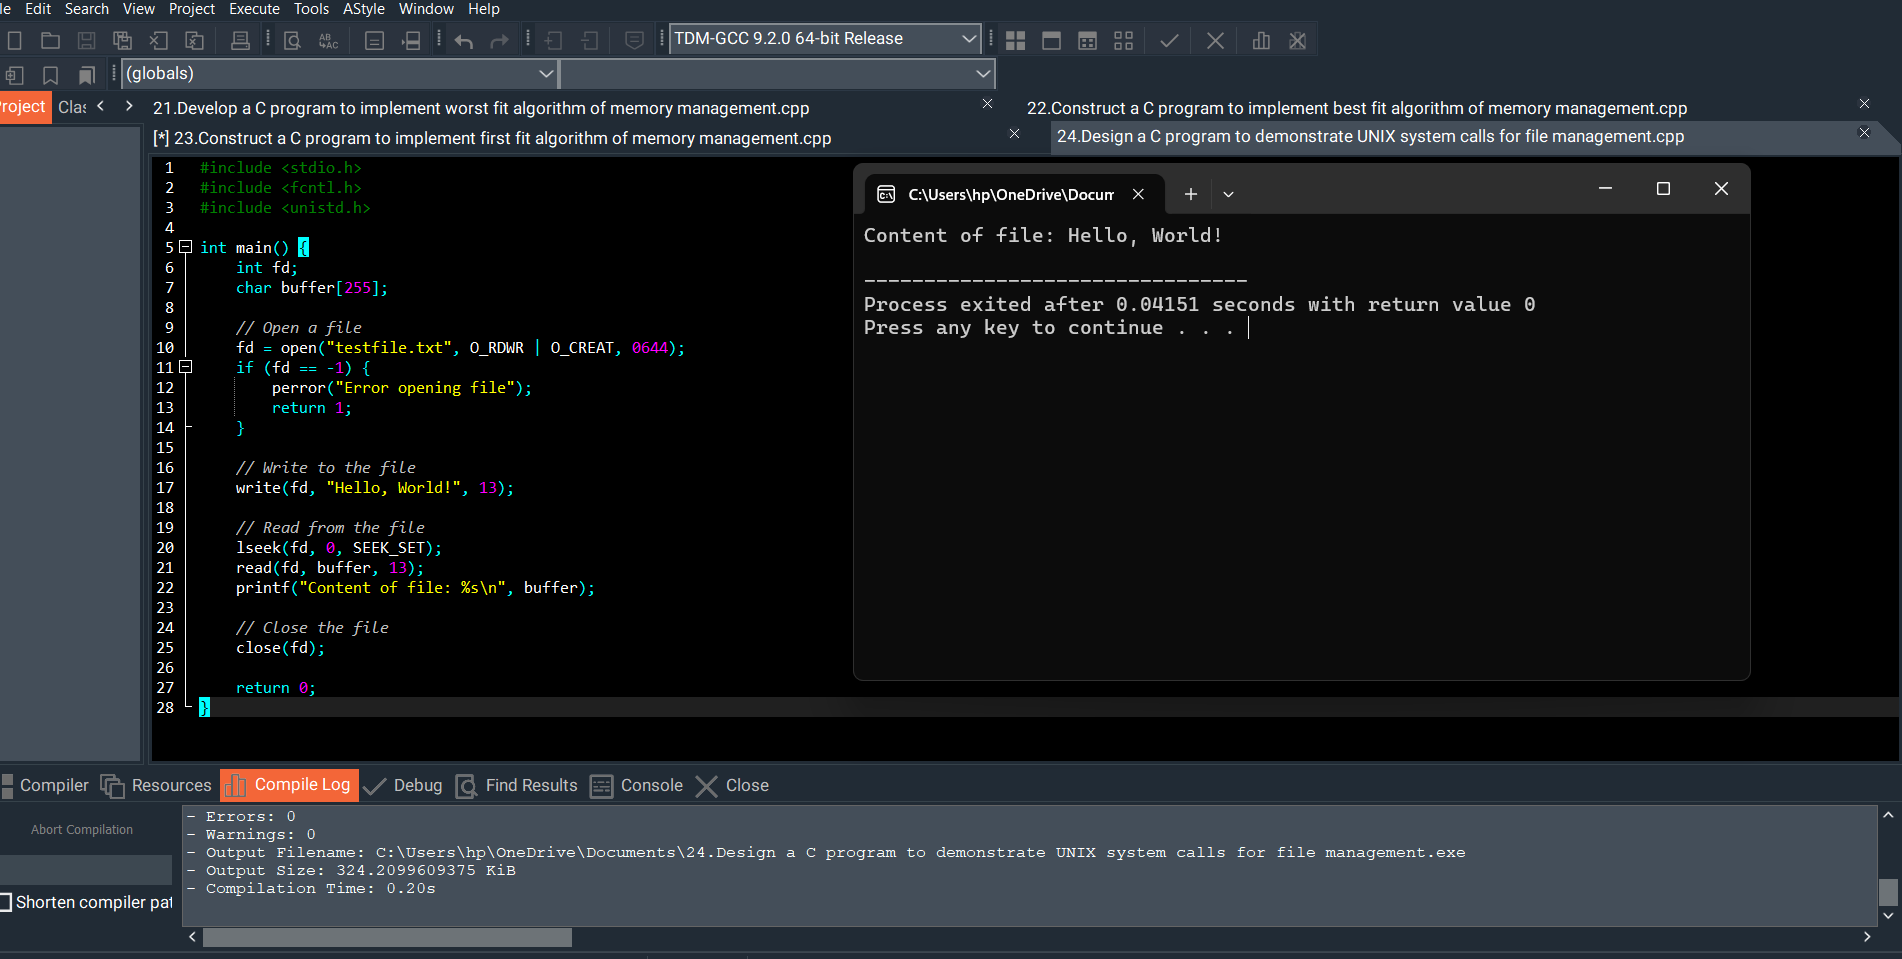 le Edit Search View Project Execute Tools AStyle Window Help
TDM-GCC 9.2.0 64-bit Release
(globals)
roject Clas
21.Develop a C program to implement worst fit algorithm of memory management.cpp
22.Construct a C program to implement best fit algorithm of memory management.cpp
[*] 23.Construct a C program to implement first fit algorithm of memory management.cpp
24.Design a C program to demonstrate UNIX system calls for file management.cpp
1 #include <stdio.h>
2 #include <fcntl.h>
3 #include <unistd.h>
4
5 int main() {
6 int fd;
7 char buffer[255];
8
9 // Open a file
10 fd = open("testfile.txt", O_RDWR | O_CREAT, 0644);
11 if (fd == -1) {
12 perror("Error opening file");
13 return 1;
14 }
15
16 // Write to the file
17 write(fd, "Hello, World!", 13);
18
19 // Read from the file
20 lseek(fd, 0, SEEK_SET);
21 read(fd, buffer, 13);
22 printf("Content of file: %s\n", buffer);
23
24 // Close the file
25 close(fd);
26
27 return 0;
28 }
C:\Users\hp\OneDrive\Docum
Content of file: Hello, World!
--------------------------------
Process exited after 0.04151 seconds with return value 0
Press any key to continue . . .
Compiler Resources Compile Log Debug Find Results Console Close
Abort Compilation
Shorten compiler pat
- Errors: 0
- Warnings: 0
- Output Filename: C:\Users\hp\OneDrive\Documents\24.Design a C program to demonstrate UNIX system calls for file management.exe
- Output Size: 324.2099609375 KiB
- Compilation Time: 0.20s